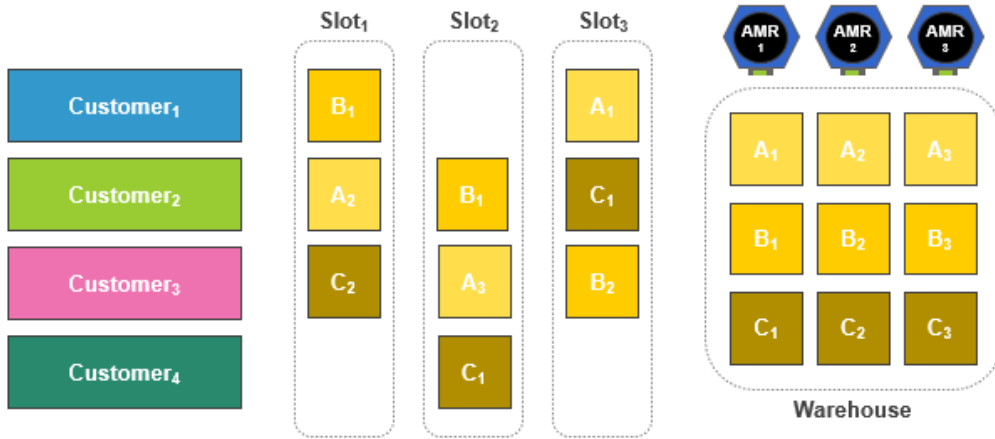 Slot₁ Slot₂ Slot₃
AMR AMR AMR
1 2 3
Customer₁ B₁ A₁
A₁ A₂ A₃
Customer₂ A₂ B₁ C₁
B₁ B₂ B₃
Customer₃ C₂ A₃ B₂
C₁ C₂ C₃
Customer₄ C₁
Warehouse